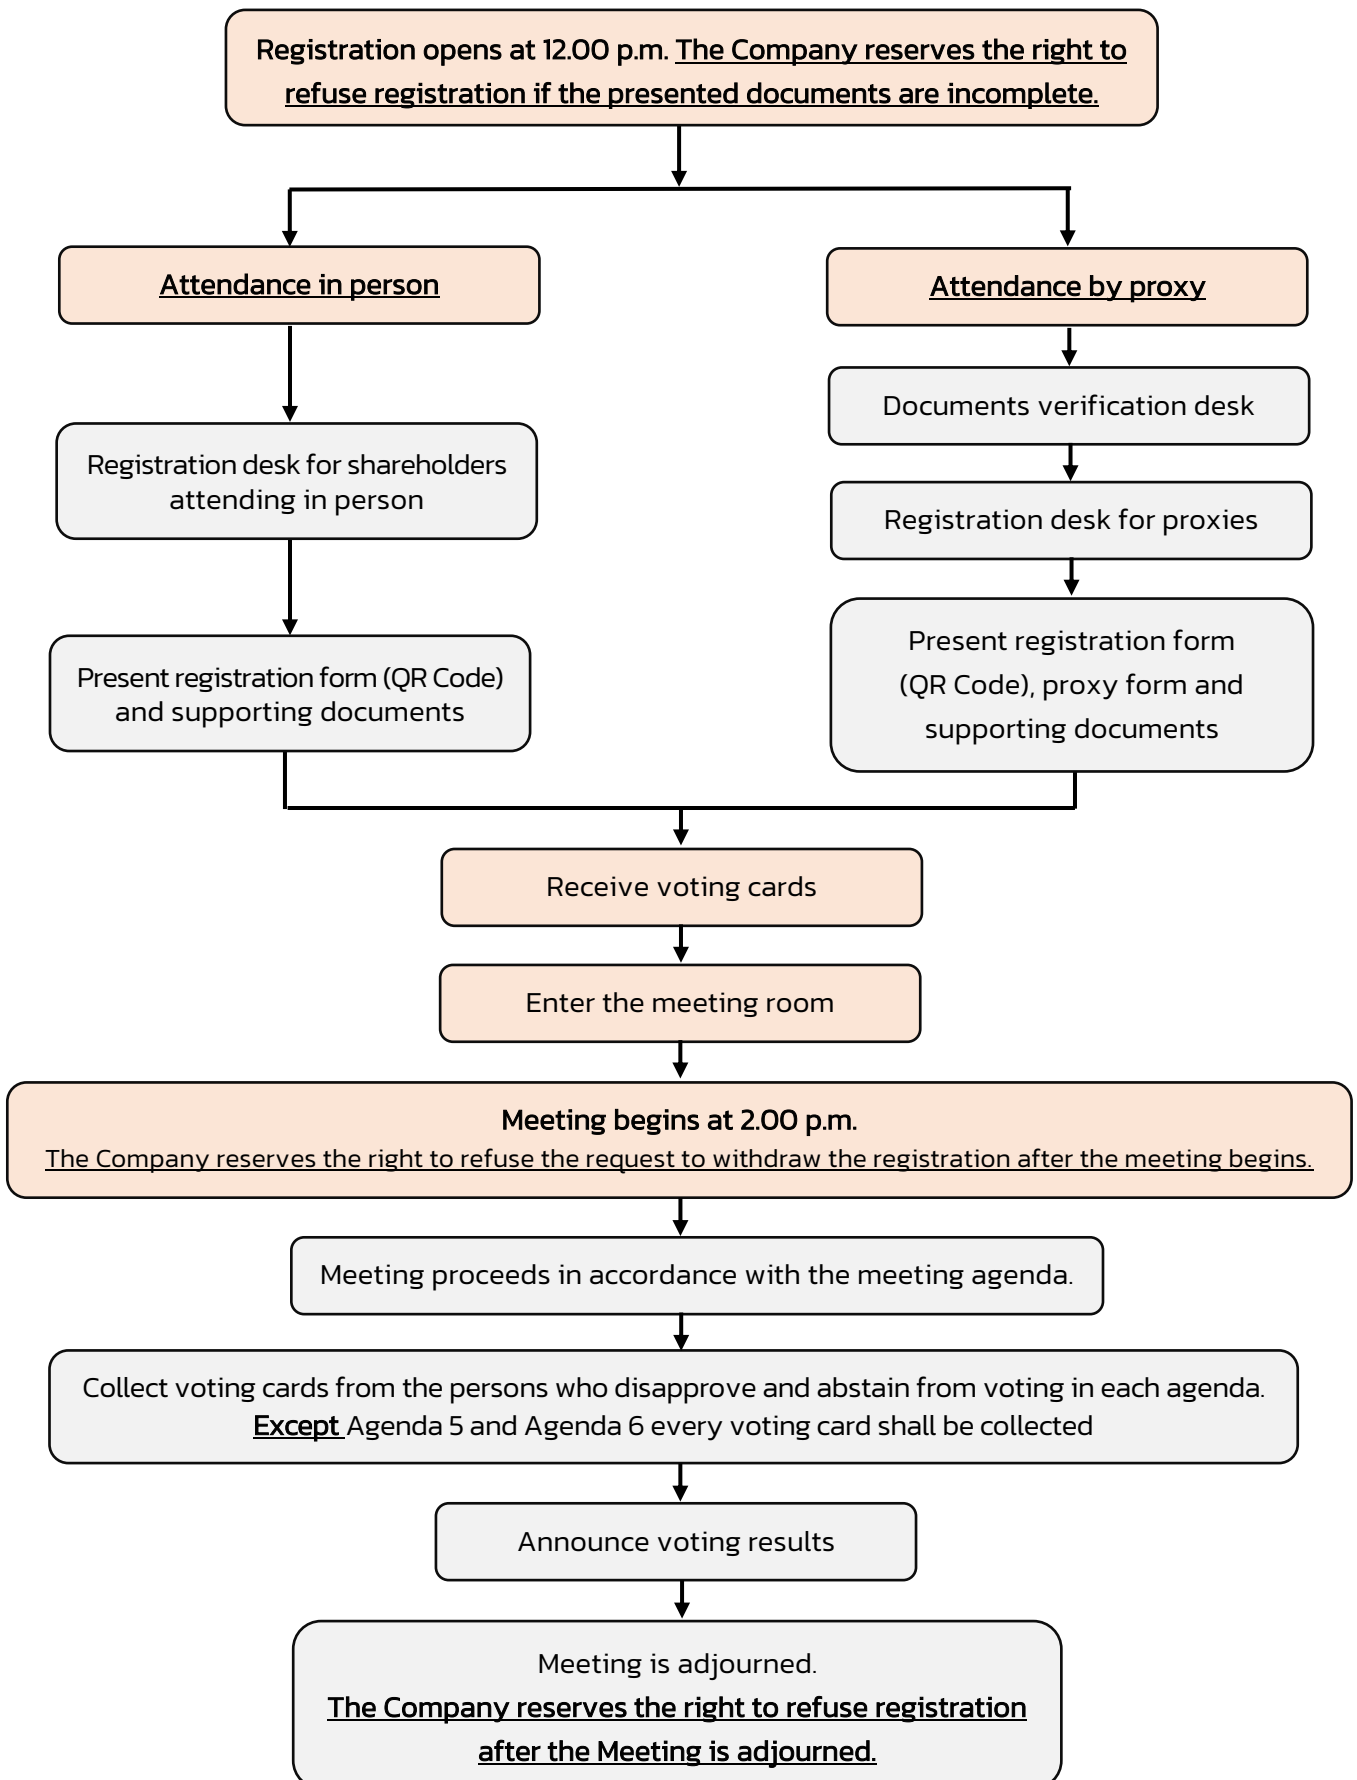 Registration opens at 12.00 p.m. The Company reserves the right to
refuse registration if the presented documents are incomplete.
Attendance in person
Attendance by proxy
Registration desk for shareholders
attending in person
Documents verification desk
Registration desk for proxies
Present registration form (QR Code)
and supporting documents
Present registration form
(QR Code), proxy form and
supporting documents
Receive voting cards
Enter the meeting room
Meeting begins at 2.00 p.m.
The Company reserves the right to refuse the request to withdraw the registration after the meeting begins.
Meeting proceeds in accordance with the meeting agenda.
Collect voting cards from the persons who disapprove and abstain from voting in each agenda.
Except Agenda 5 and Agenda 6 every voting card shall be collected
Announce voting results
Meeting is adjourned.
The Company reserves the right to refuse registration
after the Meeting is adjourned.